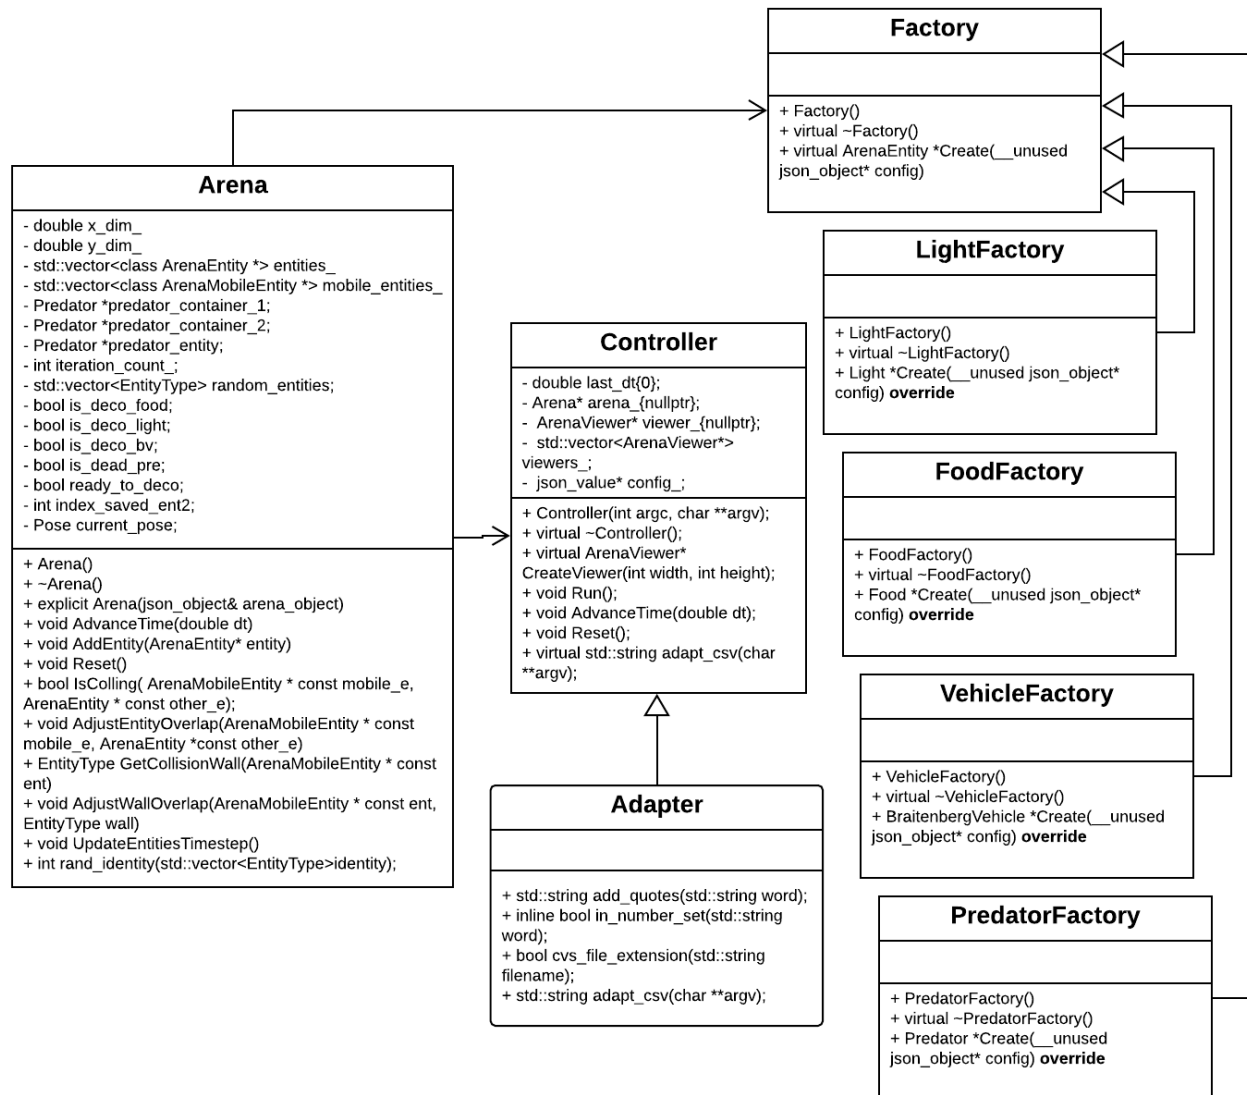 Factory
+ Factory()
+ virtual ~Factory()
+ virtual ArenaEntity *Create(__unused
json_object* config)
Arena
- double x_dim_
- double y_dim_
- std::vector<class ArenaEntity *> entities_
- std::vector<class ArenaMobileEntity *> mobile_entities_
- Predator *predator_container_1;
- Predator *predator_container_2;
- Predator *predator_entity;
- int iteration_count_;
- std::vector<EntityType> random_entities;
- bool is_deco_food;
- bool is_deco_light;
- bool is_deco_bv;
- bool is_dead_pre;
- bool ready_to_deco;
- int index_saved_ent2;
- Pose current_pose;
+ Arena()
+ ~Arena()
+ explicit Arena(json_object& arena_object)
+ void AdvanceTime(double dt)
+ void AddEntity(ArenaEntity* entity)
+ void Reset()
+ bool IsColling( ArenaMobileEntity * const mobile_e,
ArenaEntity * const other_e);
+ void AdjustEntityOverlap(ArenaMobileEntity * const
mobile_e, ArenaEntity *const other_e)
+ EntityType GetCollisionWall(ArenaMobileEntity * const
ent)
+ void AdjustWallOverlap(ArenaMobileEntity * const ent,
EntityType wall)
+ void UpdateEntitiesTimestep()
+ int rand_identity(std::vector<EntityType>identity);
Controller
- double last_dt{0};
- Arena* arena_{nullptr};
- ArenaViewer* viewer_{nullptr};
- std::vector<ArenaViewer*>
viewers_;
- json_value* config_;
+ Controller(int argc, char **argv);
+ virtual ~Controller();
+ virtual ArenaViewer*
CreateViewer(int width, int height);
+ void Run();
+ void AdvanceTime(double dt);
+ void Reset();
+ virtual std::string adapt_csv(char
**argv);
Adapter
+ std::string add_quotes(std::string word);
+ inline bool in_number_set(std::string
word);
+ bool cvs_file_extension(std::string
filename);
+ std::string adapt_csv(char **argv);
LightFactory
+ LightFactory()
+ virtual ~LightFactory()
+ Light *Create(__unused json_object*
config) override
FoodFactory
+ FoodFactory()
+ virtual ~FoodFactory()
+ Food *Create(__unused json_object*
config) override
VehicleFactory
+ VehicleFactory()
+ virtual ~VehicleFactory()
+ BraitenbergVehicle *Create(__unused
json_object* config) override
PredatorFactory
+ PredatorFactory()
+ virtual ~PredatorFactory()
+ Predator *Create(__unused
json_object* config) override